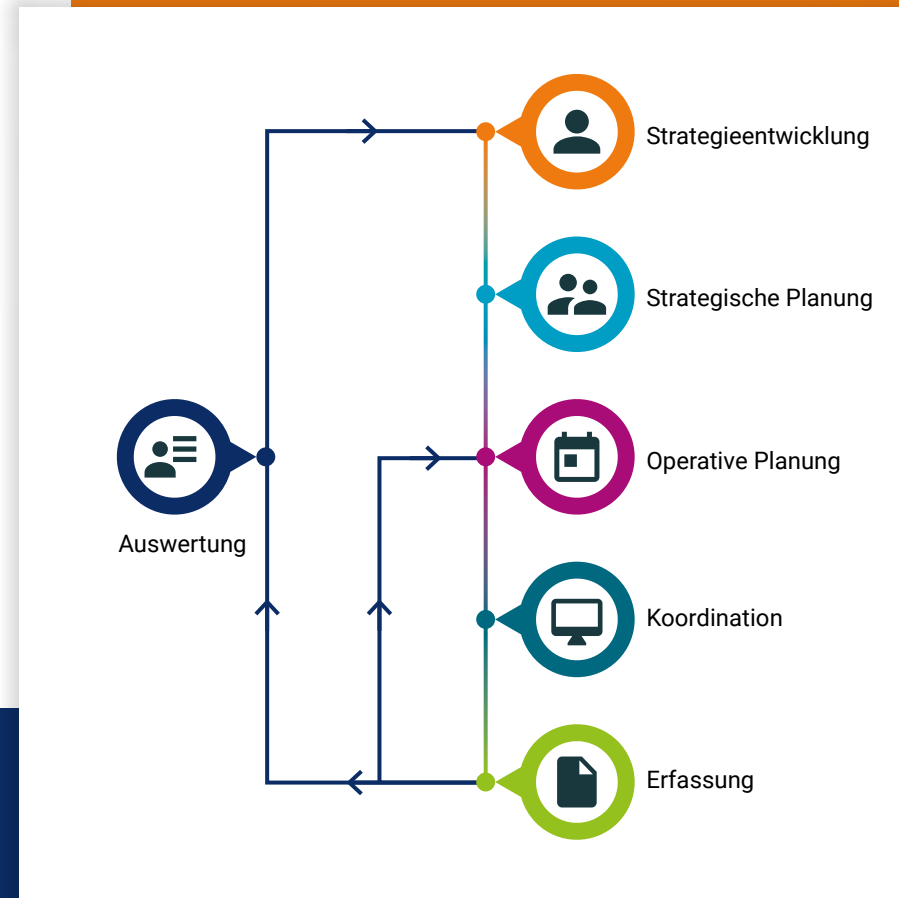 Strategieentwicklung
Strategische Planung
Operative Planung
Auswertung
Koordination
Erfassung